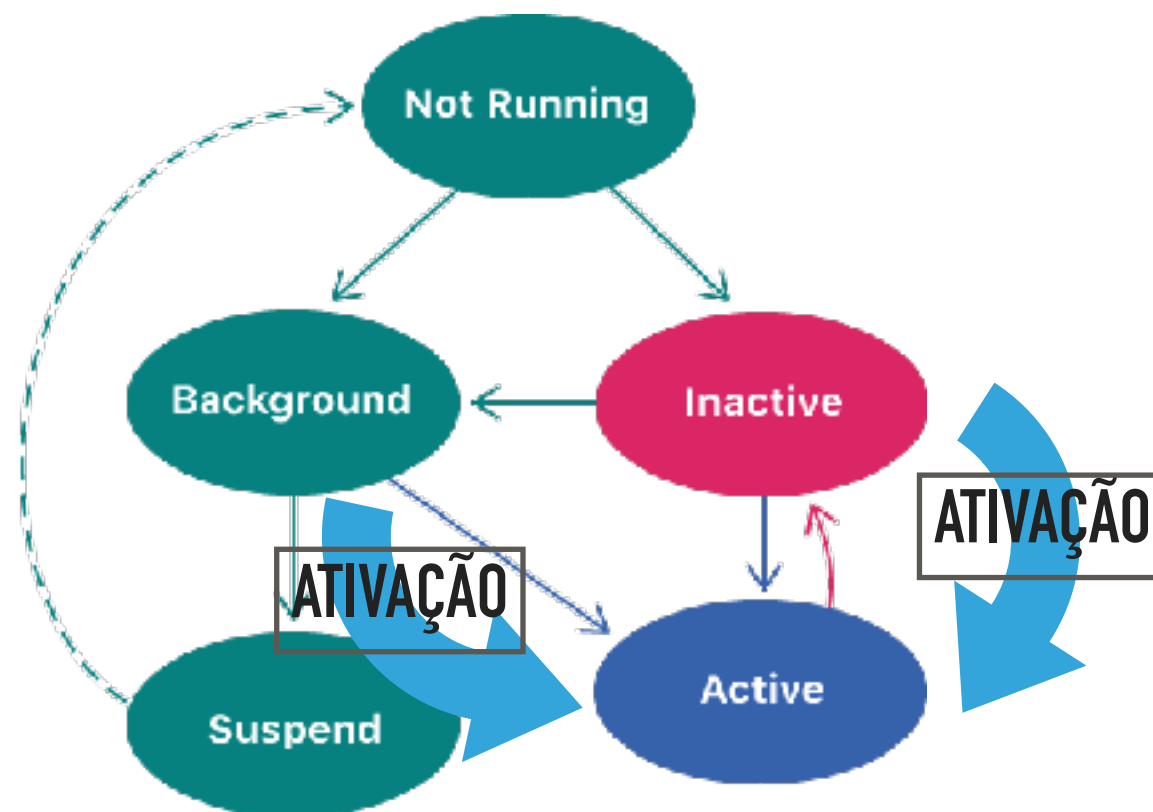 Not Running
Background
Inactive
ATIVAÇÃO
ATIVAÇÃO
Active
Suspend